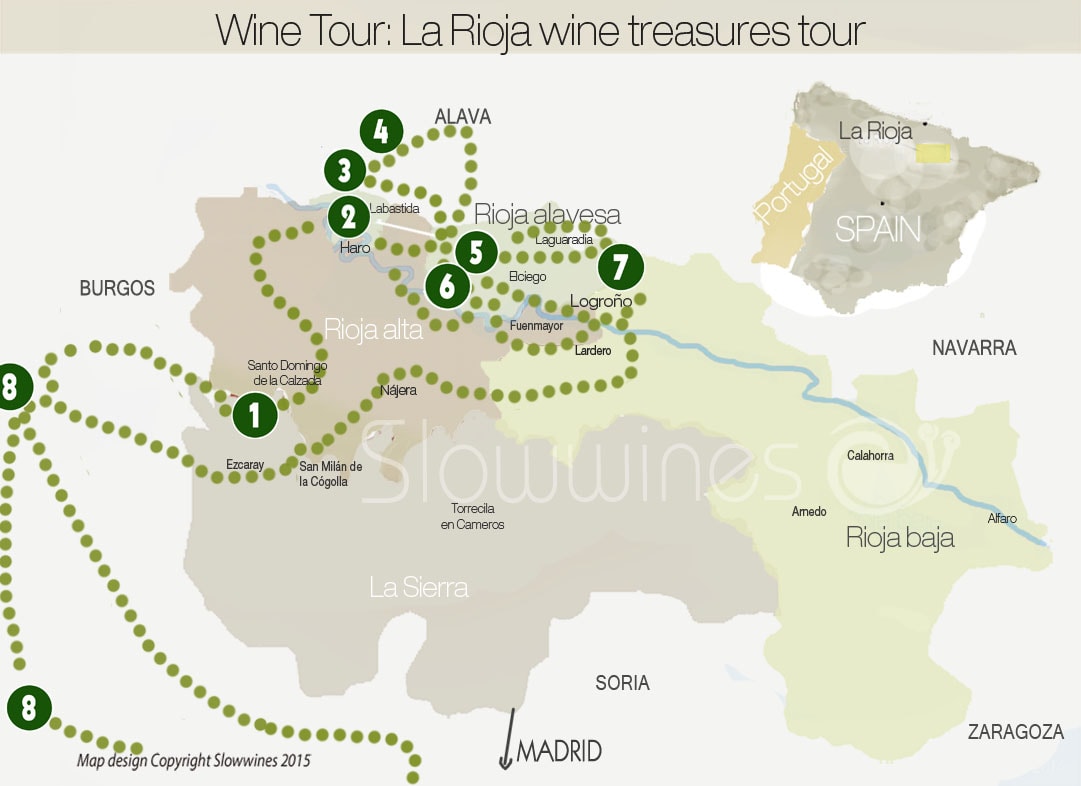 Wine Tour: La Rioja wine treasures tour
4
ALAVA
La Rioja
3
Portugal
SPAIN
Labastida
2
Rioja alavesa
Haro
Laguaradia
5
7
BURGOS
6
Elciego
Logroño
Rioja alta
Fuenmayor
Lardero
NAVARRA
Santo Domingo
de la Calzada
8
Nájera
1
Slowwines
Ezcaray
San Milán de
la Cógolla
Calahorra
Torrecila
en Cameros
Arnedo
Alfaro
Rioja baja
La Sierra
SORIA
8
ZARAGOZA
MADRID
Map design Copyright Slowwines 2015